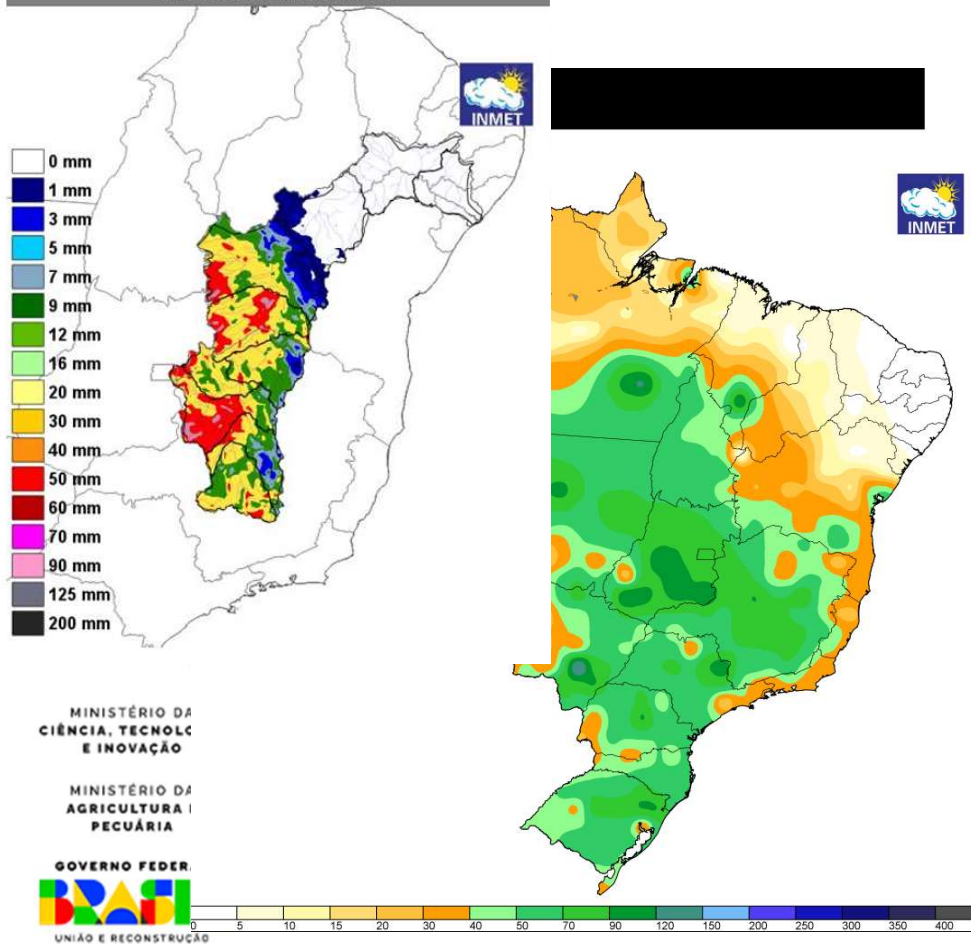 INMET
0 mm
1 mm
3 mm
5 mm
7 mm
9 mm
12 mm
16 mm
20 mm
30 mm
40 mm
50 mm
60 mm
70 mm
90 mm
125 mm
200 mm
INMET
MINISTÉRIO DA
CIÊNCIA, TECNOLO
E INOVAÇÃO
MINISTÉRIO DA
AGRICULTURA
PECUÁRIA
GOVERNO FEDER
BRASI
UNIÃO E RECONSTRUÇÃO
0 5 10 15 20 30 40 50 70 90 120 150 200 250 300 350 400